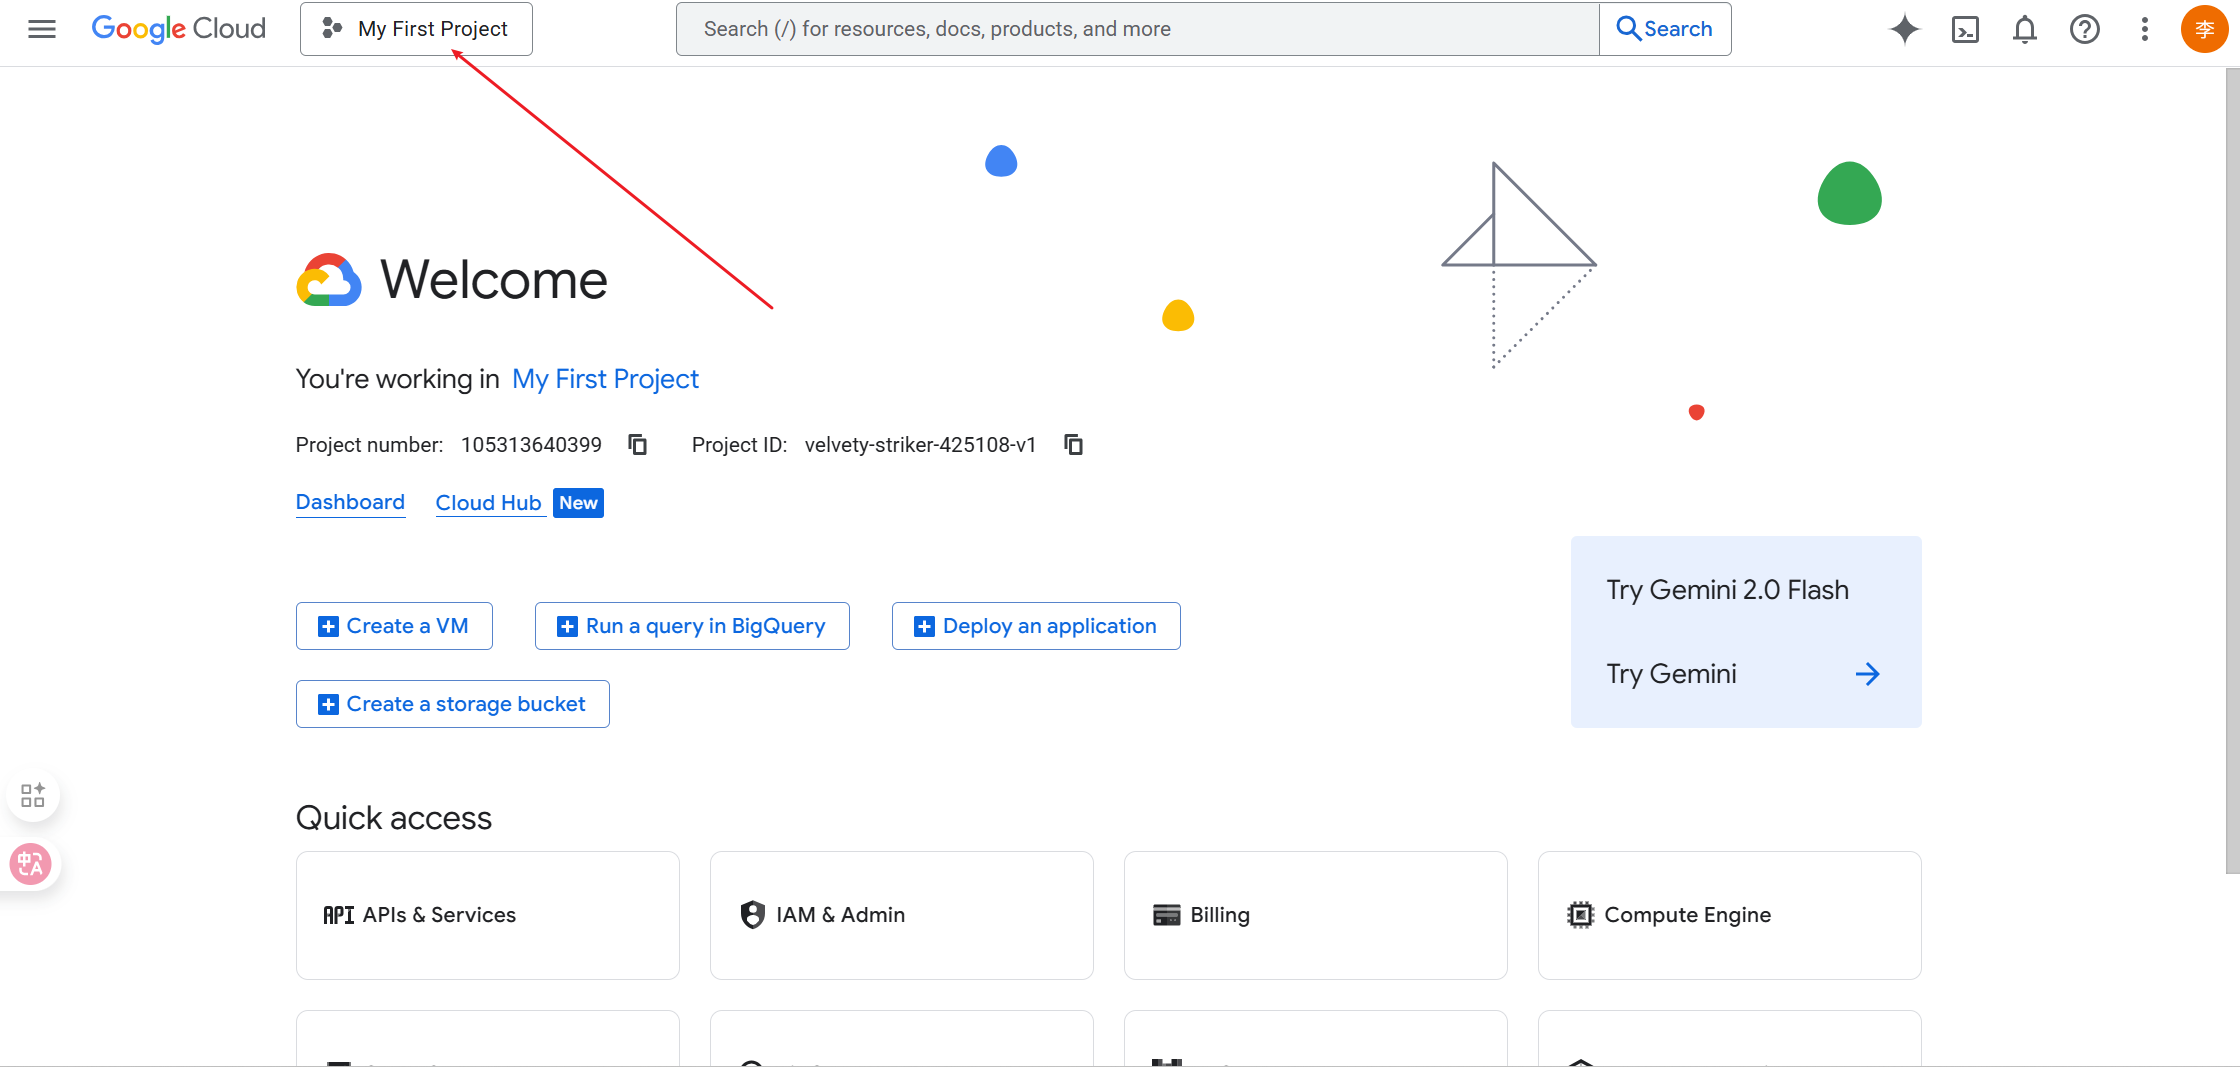 Google Cloud
My First Project
Search (/) for resources, docs, products, and more
Search
李
Welcome
You're working in My First Project
Project number: 105313640399 Project ID: velvety-striker-425108-v1
Dashboard Cloud Hub New
Create a VM Run a query in BigQuery Deploy an application
Create a storage bucket
Try Gemini 2.0 Flash
Try Gemini
Quick access
API APIs & Services
IAM & Admin
Billing
Compute Engine
中A